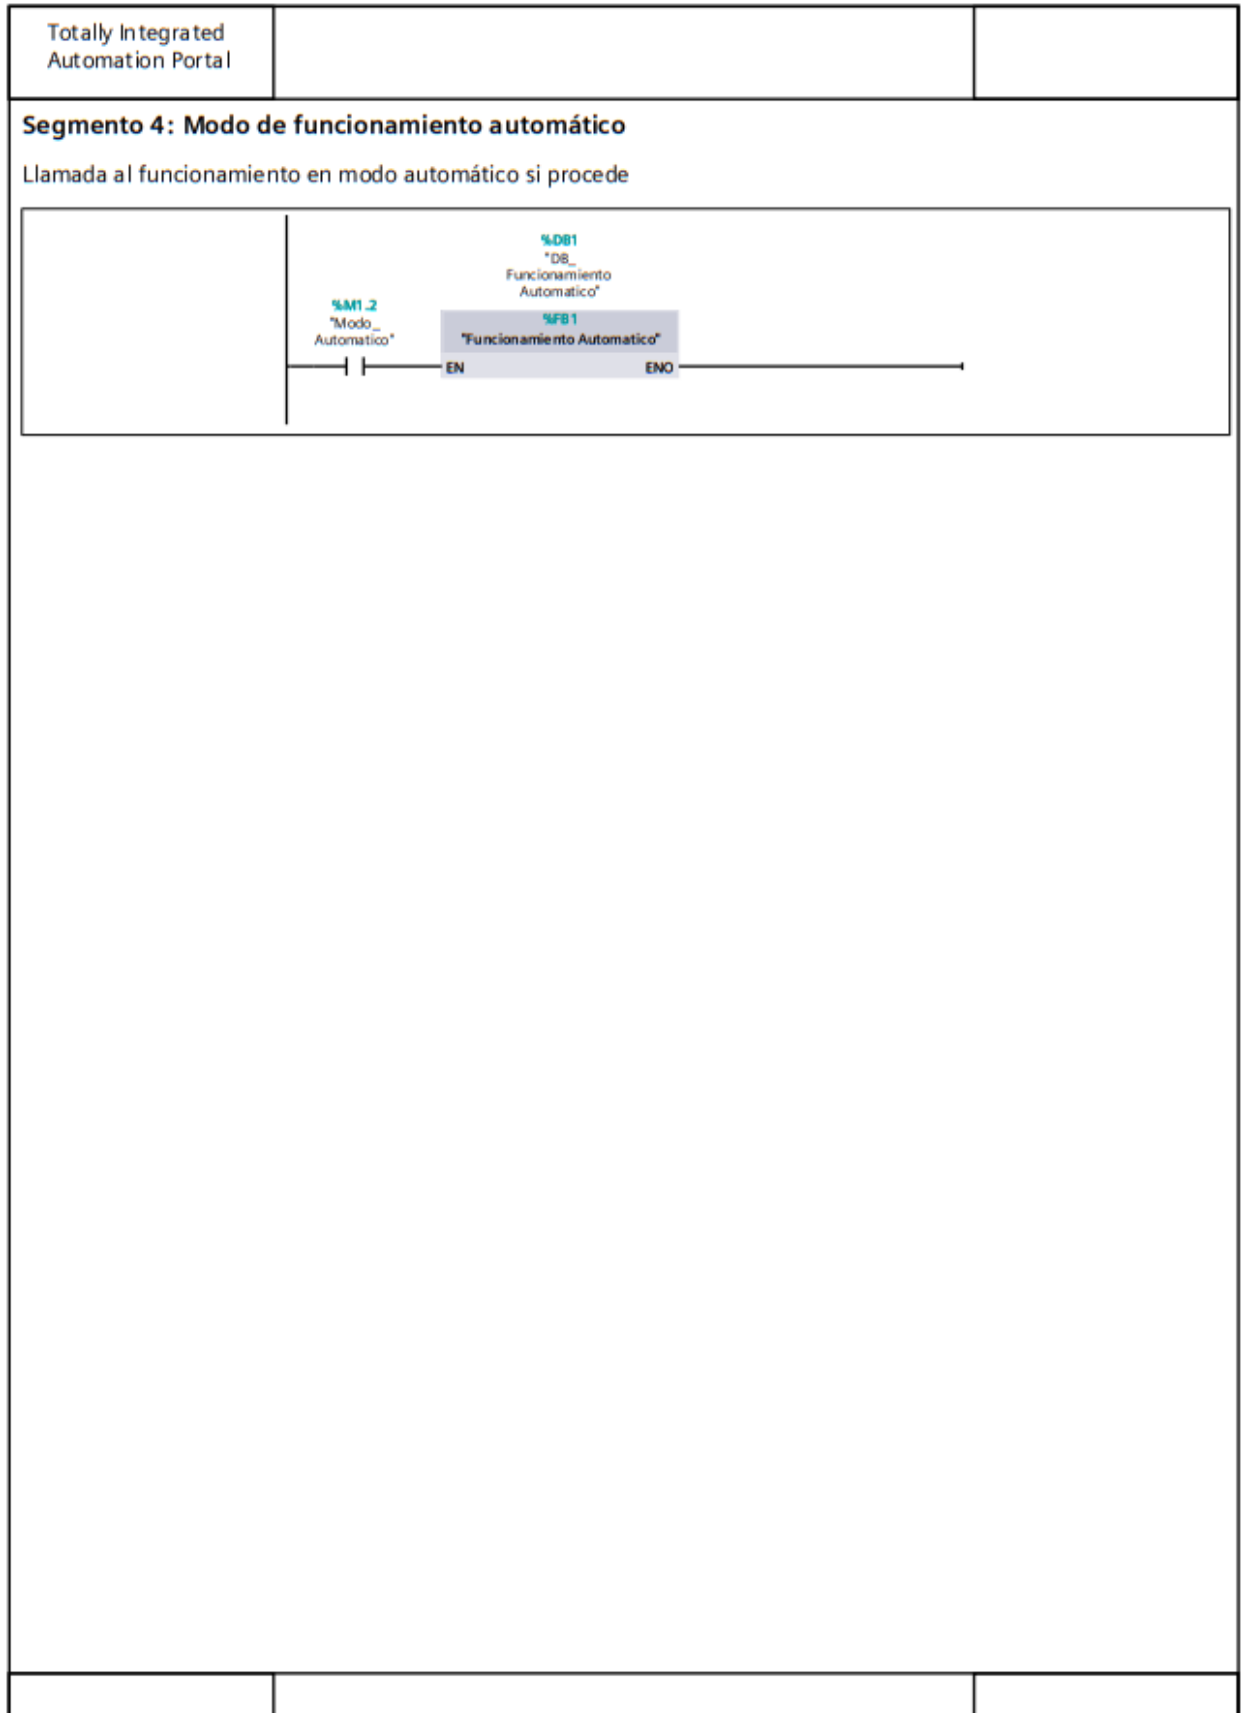 Totally Integrated
Automation Portal
Segmento 4: Modo de funcionamiento automático
Llamada al funcionamiento en modo automático si procede
%DB1
"DB_
Funcionamiento
Automatico"
%M1.2
"Modo_
Automatico"
%FB1
"Funcionamiento Automatico"
EN
ENO